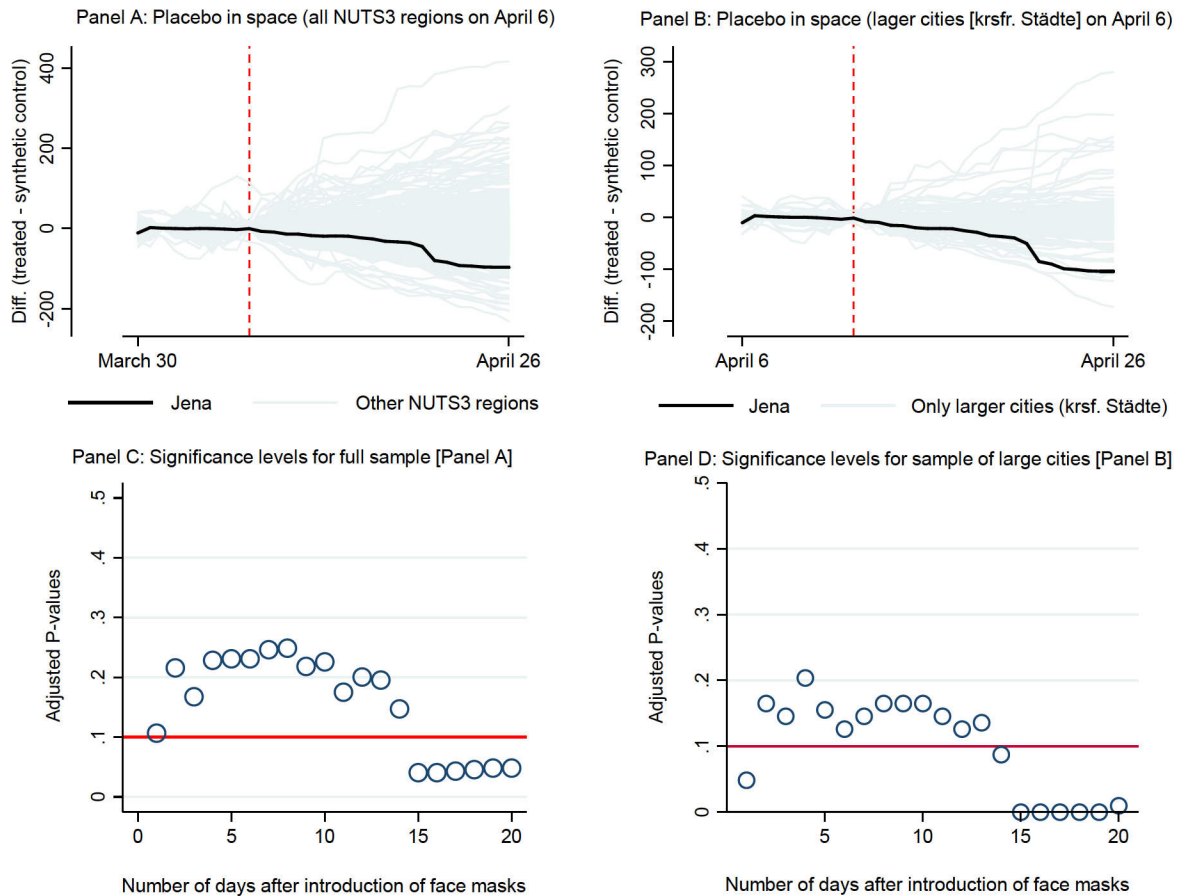 Panel A: Placebo in space (all NUTS3 regions on April 6)
Diff. (treated - synthetic control)
400
200
0
-200
March 30
April 26
Jena
Other NUTS3 regions
Panel B: Placebo in space (lager cities [krsfr. Städte] on April 6)
Diff. (treated - synthetic control)
300
200
100
0
-100
-200
April 6
April 26
Jena
Only larger cities (krsf. Städte)
Panel C: Significance levels for full sample [Panel A]
Adjusted P-values
.5
.4
.3
.2
.1
0
0
5
10
15
20
Number of days after introduction of face masks
Panel D: Significance levels for sample of large cities [Panel B]
Adjusted P-values
.5
.4
.3
.2
.1
0
5
10
15
20
Number of days after introduction of face masks